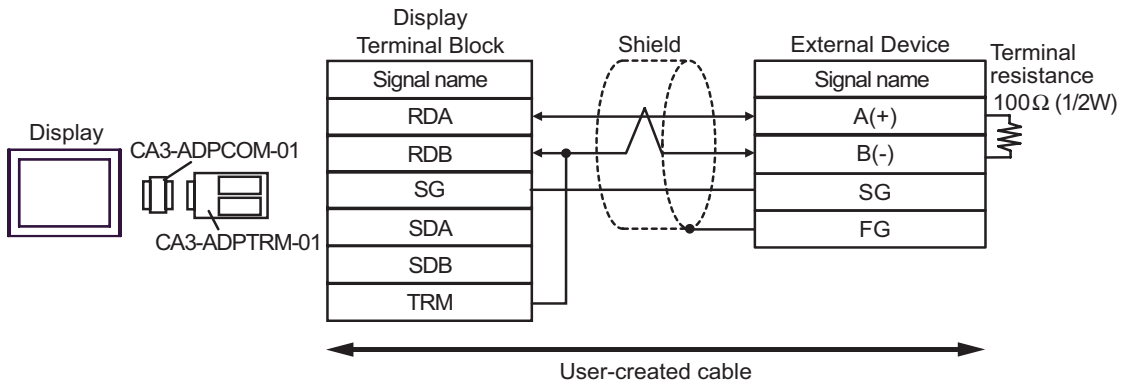 Display
Terminal Block
Shield
External Device
Terminal
resistance
100Ω (1/2W)
Signal name
Signal name
RDA
A(+)
Display
CA3-ADPCOM-01
RDB
B(-)
SG
SG
CA3-ADPTRM-01
SDA
FG
SDB
TRM
User-created cable